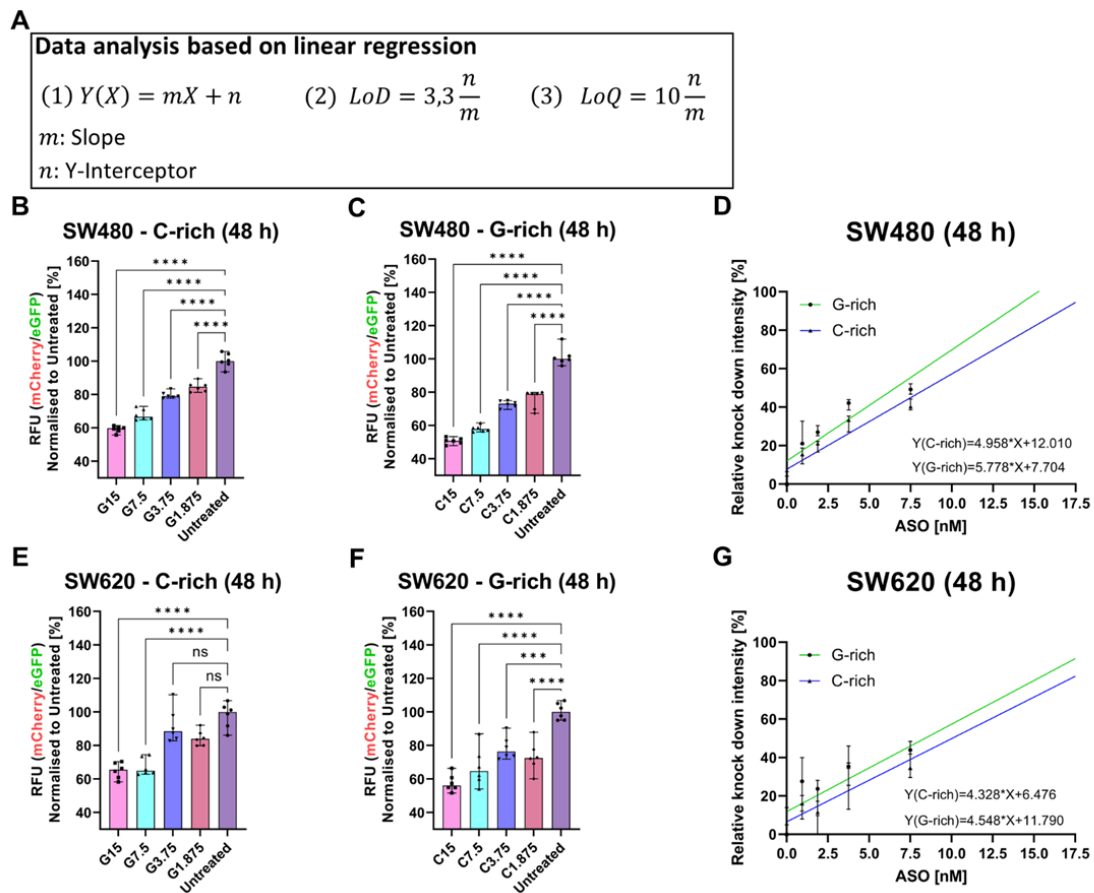 A
Data analysis based on linear regression
(1) Y(X) = mX + n (2) LoD = 3,3 n/m (3) LoQ = 10 n/m
m: Slope
n: Y-Interceptor
B
SW480 - C-rich (48 h)
RFU (mCherry/eGFP)
Normalised to Untreated [%]
160
140
120
100
80
60
40
****
****
****
****
G15
G7.5
G3.75
G1.875
Untreated
C
SW480 - G-rich (48 h)
RFU (mCherry/eGFP)
Normalised to Untreated [%]
160
140
120
100
80
60
40
****
****
****
****
C15
C7.5
C3.75
C1.875
Untreated
D
SW480 (48 h)
Relative knock down intensity [%]
100
80
60
40
20
0
G-rich
C-rich
Y(C-rich)=4.958*X+12.010
Y(G-rich)=5.778*X+7.704
0.0 2.5 5.0 7.5 10.0 12.5 15.0 17.5
ASO [nM]
E
SW620 - C-rich (48 h)
RFU (mCherry/eGFP)
Normalised to Untreated [%]
160
140
120
100
80
60
40
****
****
ns
ns
G15
G7.5
G3.75
G1.875
Untreated
F
SW620 - G-rich (48 h)
RFU (mCherry/eGFP)
Normalised to Untreated [%]
160
140
120
100
80
60
40
****
****
***
****
C15
C7.5
C3.75
C1.875
Untreated
G
SW620 (48 h)
Relative knock down intensity [%]
100
80
60
40
20
0
G-rich
C-rich
Y(C-rich)=4.328*X+6.476
Y(G-rich)=4.548*X+11.790
0.0 2.5 5.0 7.5 10.0 12.5 15.0 17.5
ASO [nM]